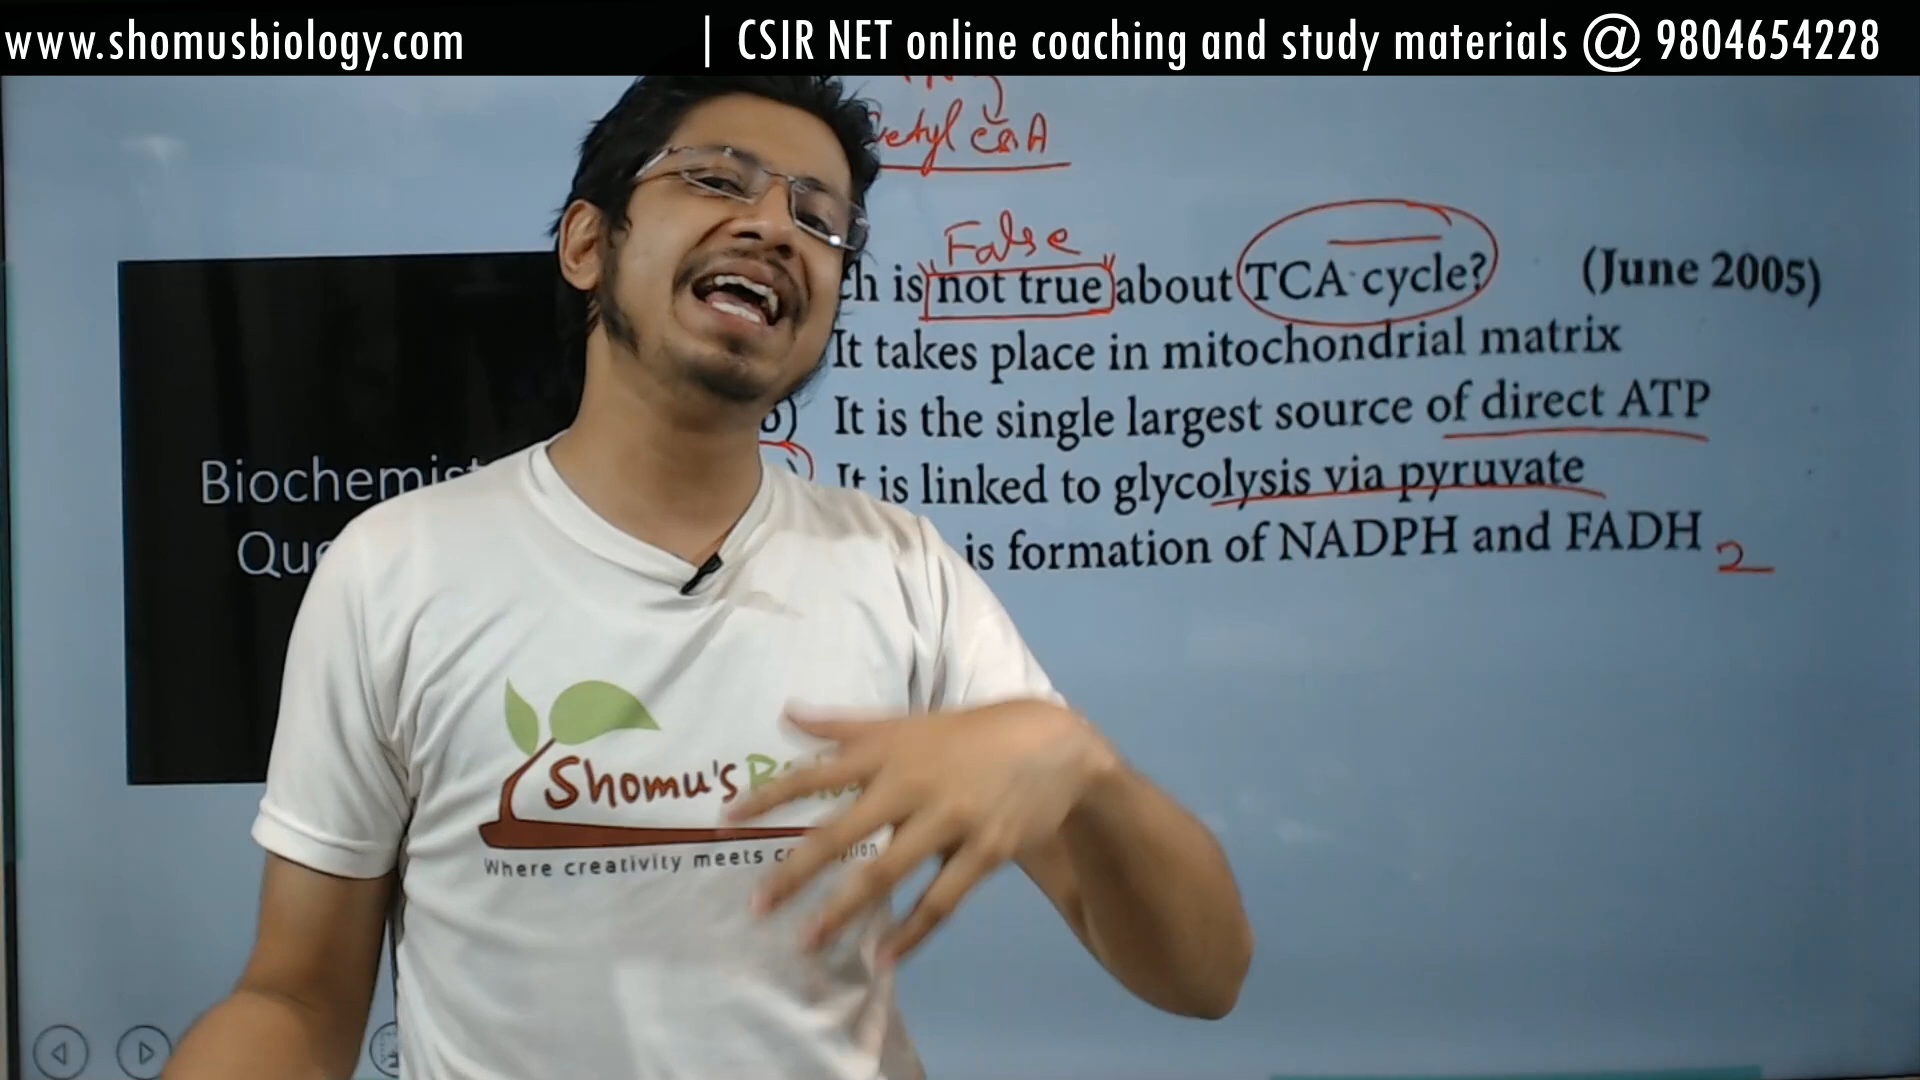 www.shomusbiology.com | CSIR NET online coaching and study materials @ 9804654228
CoA
False
is not true about TCA cycle? (June 2005)
It takes place in mitochondrial matrix
b) It is the single largest source of direct ATP
It is linked to glycolysis via pyruvate
is formation of NADPH and FADH 2
Shomu's
Where creativity meets